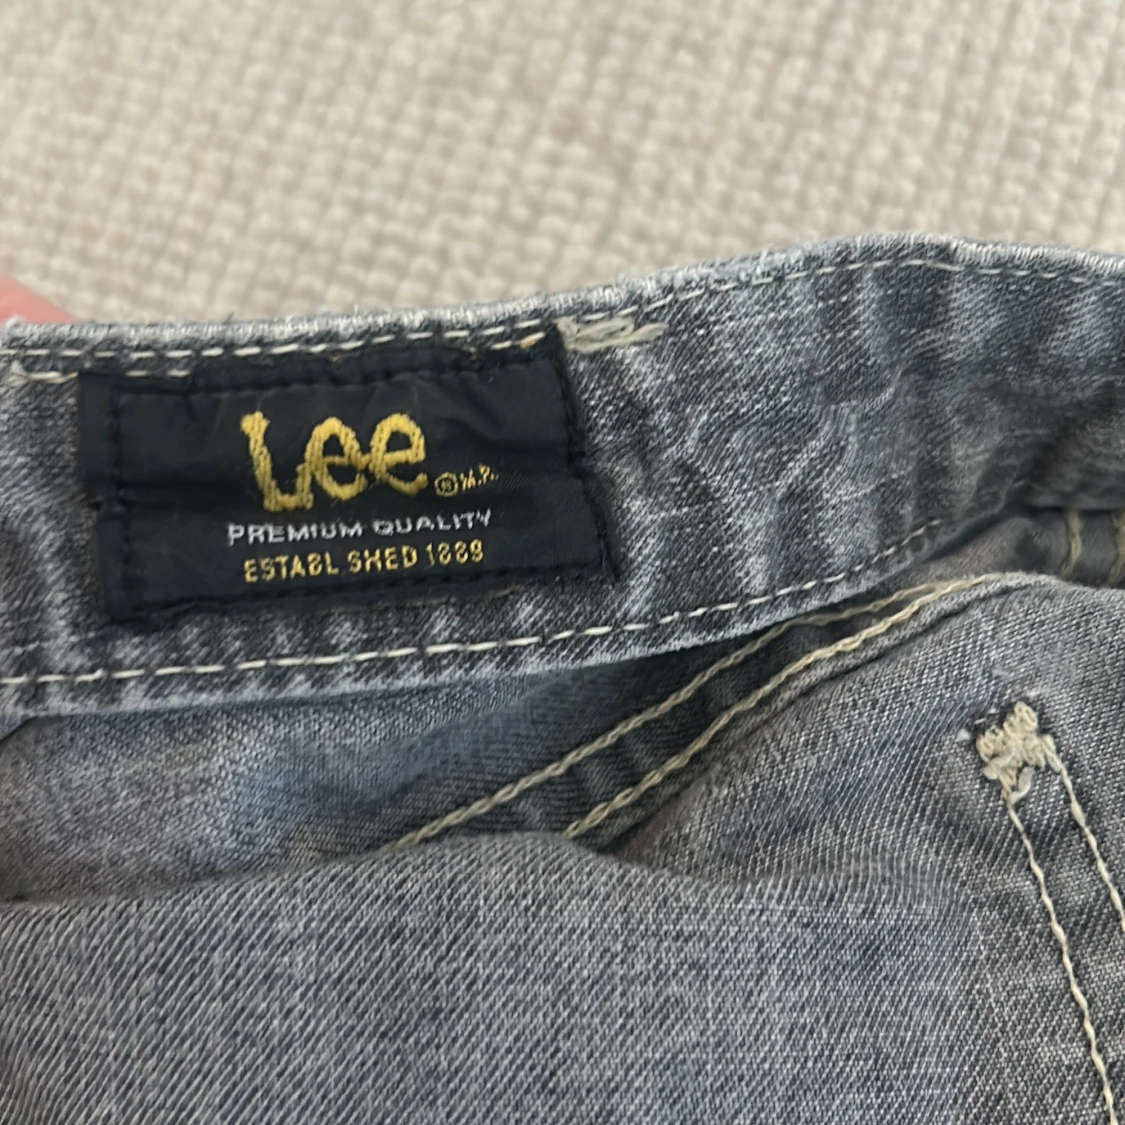 Lee ® M.R.
PREMIUM QUALITY
ESTABL SHED 1889